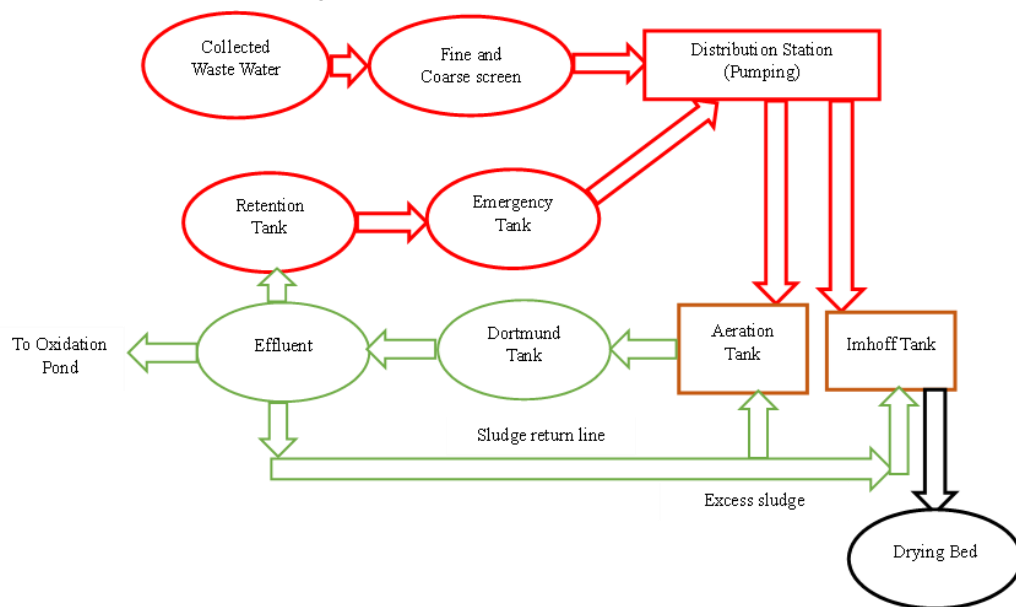 Collected
Waste Water
Fine and
Coarse screen
Distribution Station
(Pumping)
Retention
Tank
Emergency
Tank
To Oxidation
Pond
Effluent
Dortmund
Tank
Aeration
Tank
Imhoff Tank
Sludge return line
Excess sludge
Drying Bed